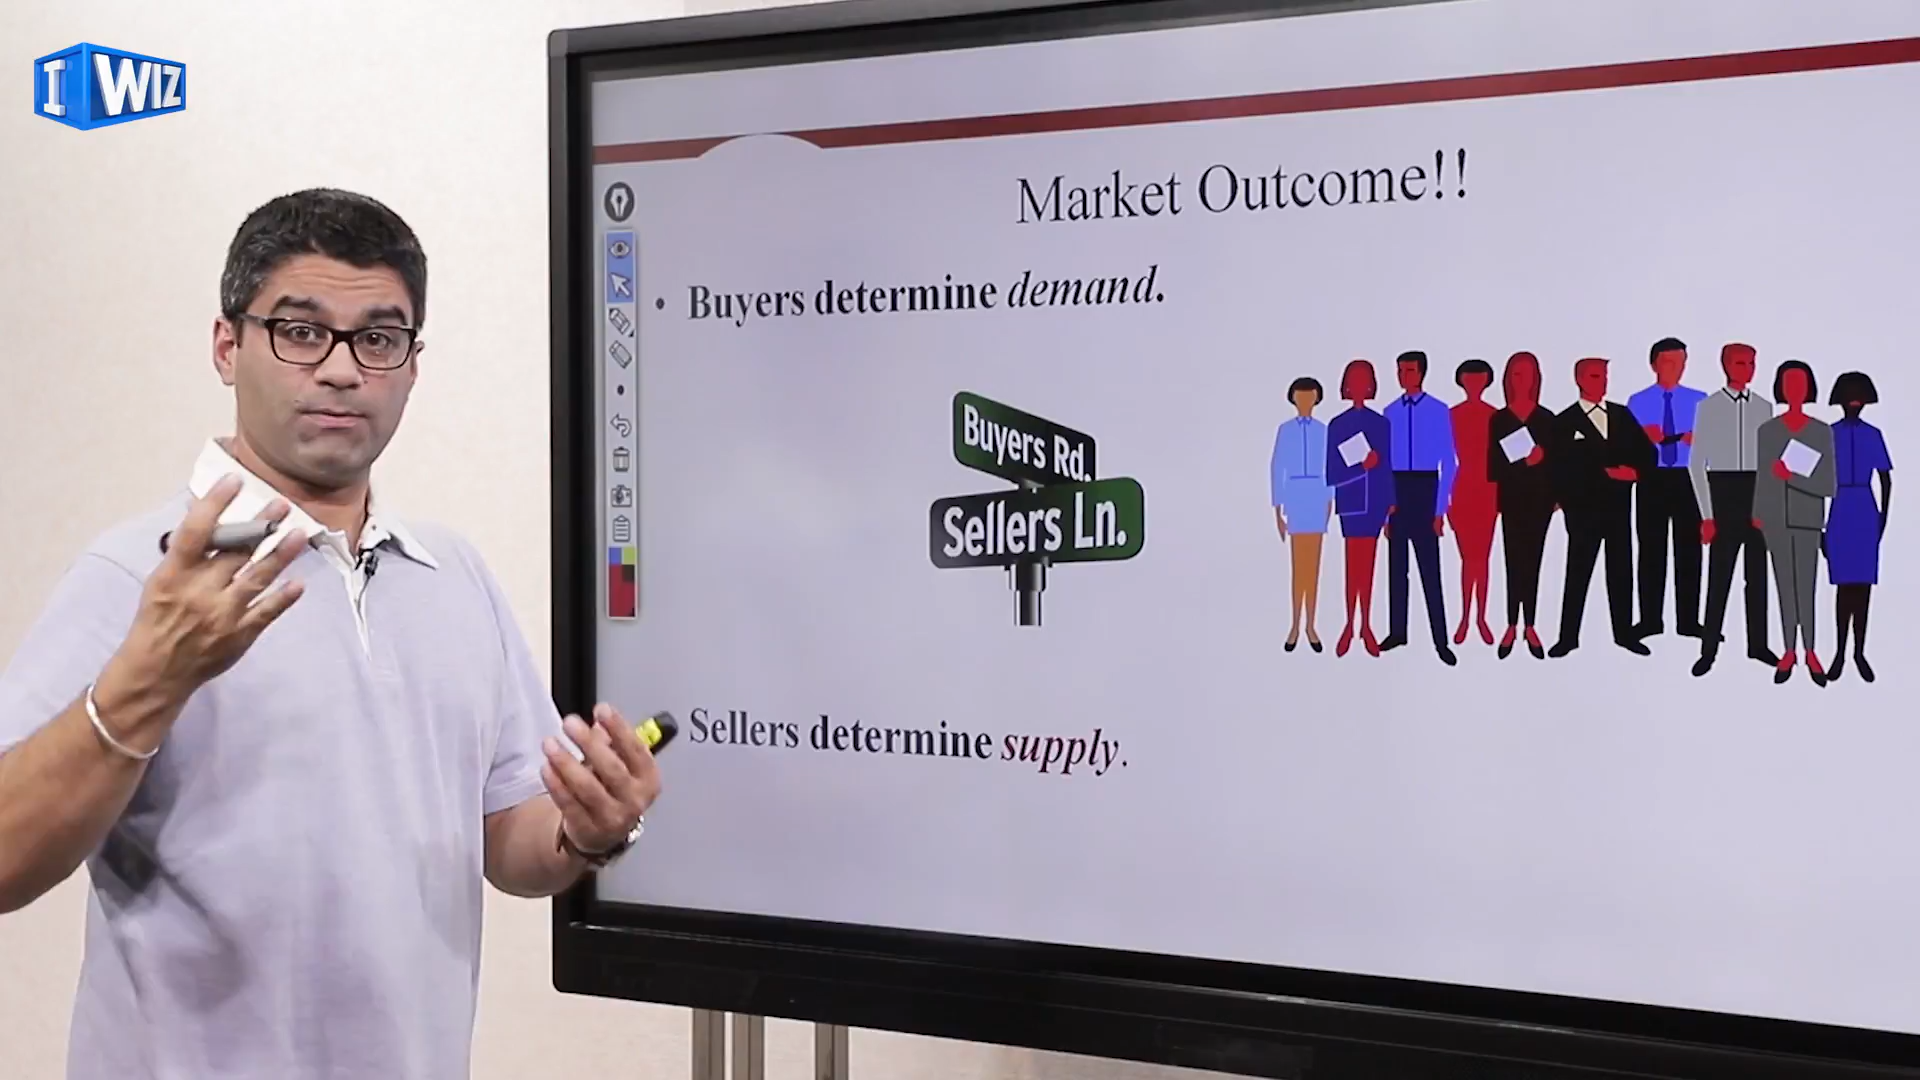 I WIZ
Market Outcome!!
• Buyers determine demand.
Buyers Rd.
Sellers Ln.
Sellers determine supply.